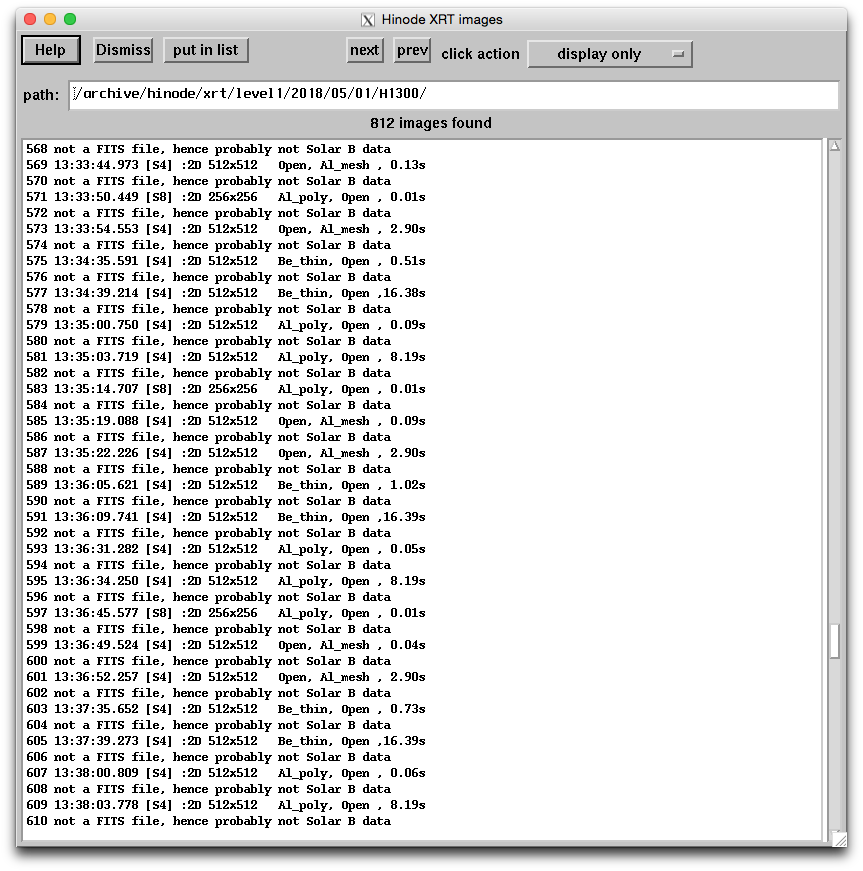 Hinode XRT images
Help Dismiss put in list next prev click action display only
path: /archive/hinode/xrt/level1/2018/05/01/H1300/
812 images found
568 not a FITS file, hence probably not Solar B data
569 13:33:44.973 [S4] :2D 512x512 Open, Al_mesh , 0.13s
570 not a FITS file, hence probably not Solar B data
571 13:33:50.449 [S8] :2D 256x256 Al_poly, Open , 0.01s
572 not a FITS file, hence probably not Solar B data
573 13:33:54.553 [S4] :2D 512x512 Open, Al_mesh , 2.90s
574 not a FITS file, hence probably not Solar B data
575 13:34:35.591 [S4] :2D 512x512 Be_thin, Open , 0.51s
576 not a FITS file, hence probably not Solar B data
577 13:34:39.214 [S4] :2D 512x512 Be_thin, Open ,16.38s
578 not a FITS file, hence probably not Solar B data
579 13:35:00.750 [S4] :2D 512x512 Al_poly, Open , 0.09s
580 not a FITS file, hence probably not Solar B data
581 13:35:03.719 [S4] :2D 512x512 Al_poly, Open , 8.19s
582 not a FITS file, hence probably not Solar B data
583 13:35:14.707 [S8] :2D 256x256 Al_poly, Open , 0.01s
584 not a FITS file, hence probably not Solar B data
585 13:35:19.088 [S4] :2D 512x512 Open, Al_mesh , 0.09s
586 not a FITS file, hence probably not Solar B data
587 13:35:22.226 [S4] :2D 512x512 Open, Al_mesh , 2.90s
588 not a FITS file, hence probably not Solar B data
589 13:36:05.621 [S4] :2D 512x512 Be_thin, Open , 1.02s
590 not a FITS file, hence probably not Solar B data
591 13:36:09.741 [S4] :2D 512x512 Be_thin, Open ,16.39s
592 not a FITS file, hence probably not Solar B data
593 13:36:31.282 [S4] :2D 512x512 Al_poly, Open , 0.05s
594 not a FITS file, hence probably not Solar B data
595 13:36:34.250 [S4] :2D 512x512 Al_poly, Open , 8.19s
596 not a FITS file, hence probably not Solar B data
597 13:36:45.577 [S8] :2D 256x256 Al_poly, Open , 0.01s
598 not a FITS file, hence probably not Solar B data
599 13:36:49.524 [S4] :2D 512x512 Open, Al_mesh , 0.04s
600 not a FITS file, hence probably not Solar B data
601 13:36:52.257 [S4] :2D 512x512 Open, Al_mesh , 2.90s
602 not a FITS file, hence probably not Solar B data
603 13:37:35.652 [S4] :2D 512x512 Be_thin, Open , 0.73s
604 not a FITS file, hence probably not Solar B data
605 13:37:39.273 [S4] :2D 512x512 Be_thin, Open ,16.39s
606 not a FITS file, hence probably not Solar B data
607 13:38:00.809 [S4] :2D 512x512 Al_poly, Open , 0.06s
608 not a FITS file, hence probably not Solar B data
609 13:38:03.778 [S4] :2D 512x512 Al_poly, Open , 8.19s
610 not a FITS file, hence probably not Solar B data